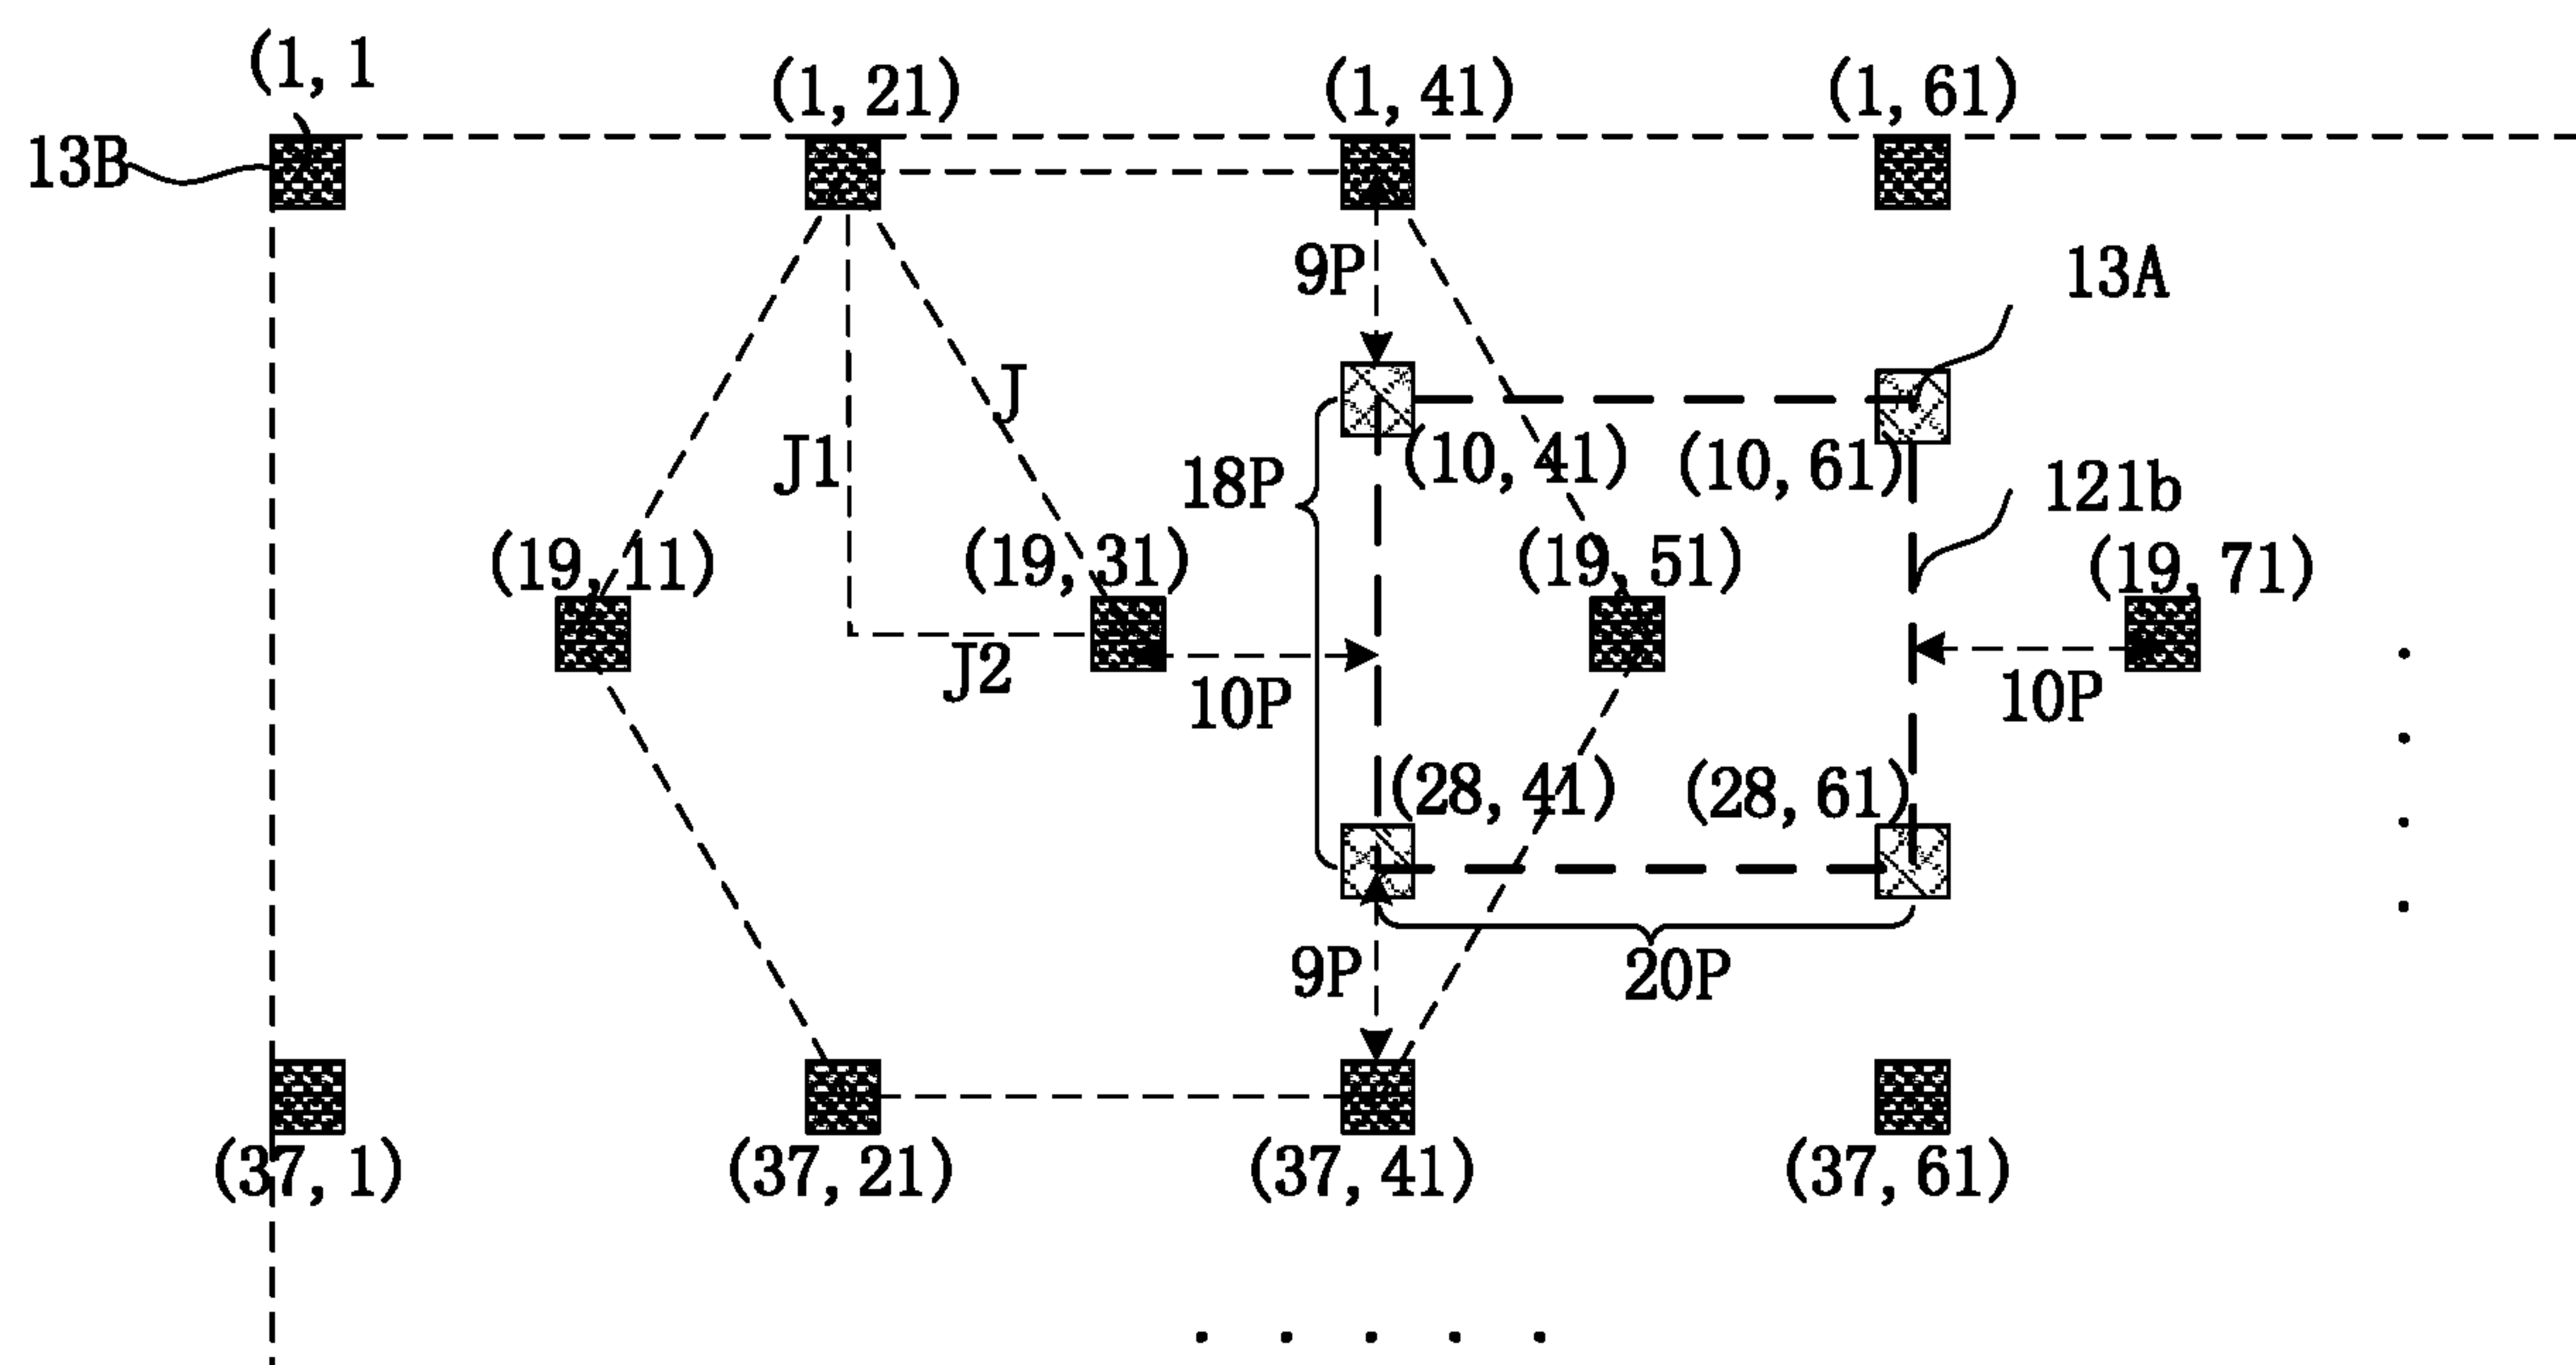 (1, 1
(1, 21)
(1, 41)
(1, 61)
13B
9P
13A
J
J1
18P
(10, 41)
(10, 61)
121b
(19, 11)
(19, 31)
(19, 51)
(19, 71)
J2
10P
10P
(28, 41)
(28, 61)
9P
20P
(37, 1)
(37, 21)
(37, 41)
(37, 61)